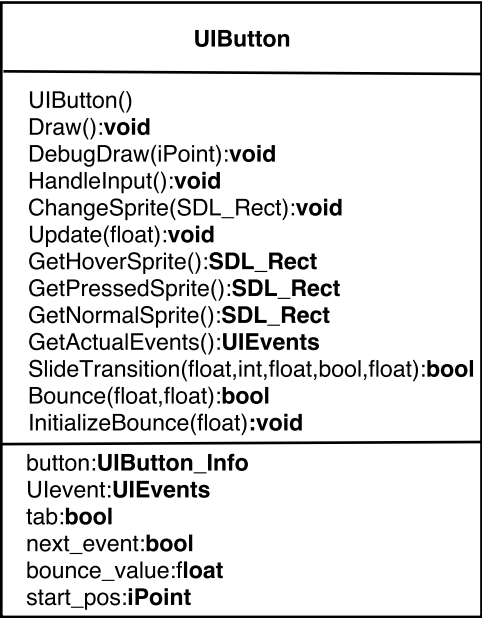 UIButton
UIButton()
Draw():void
DebugDraw(iPoint):void
HandleInput():void
ChangeSprite(SDL_Rect):void
Update(float):void
GetHoverSprite():SDL_Rect
GetPressedSprite():SDL_Rect
GetNormalSprite():SDL_Rect
GetActualEvents():UIEvents
SlideTransition(float,int,float,bool,float):bool
Bounce(float,float):bool
InitializeBounce(float):void
button:UIButton_Info
UIevent:UIEvents
tab:bool
next_event:bool
bounce_value:float
start_pos:iPoint